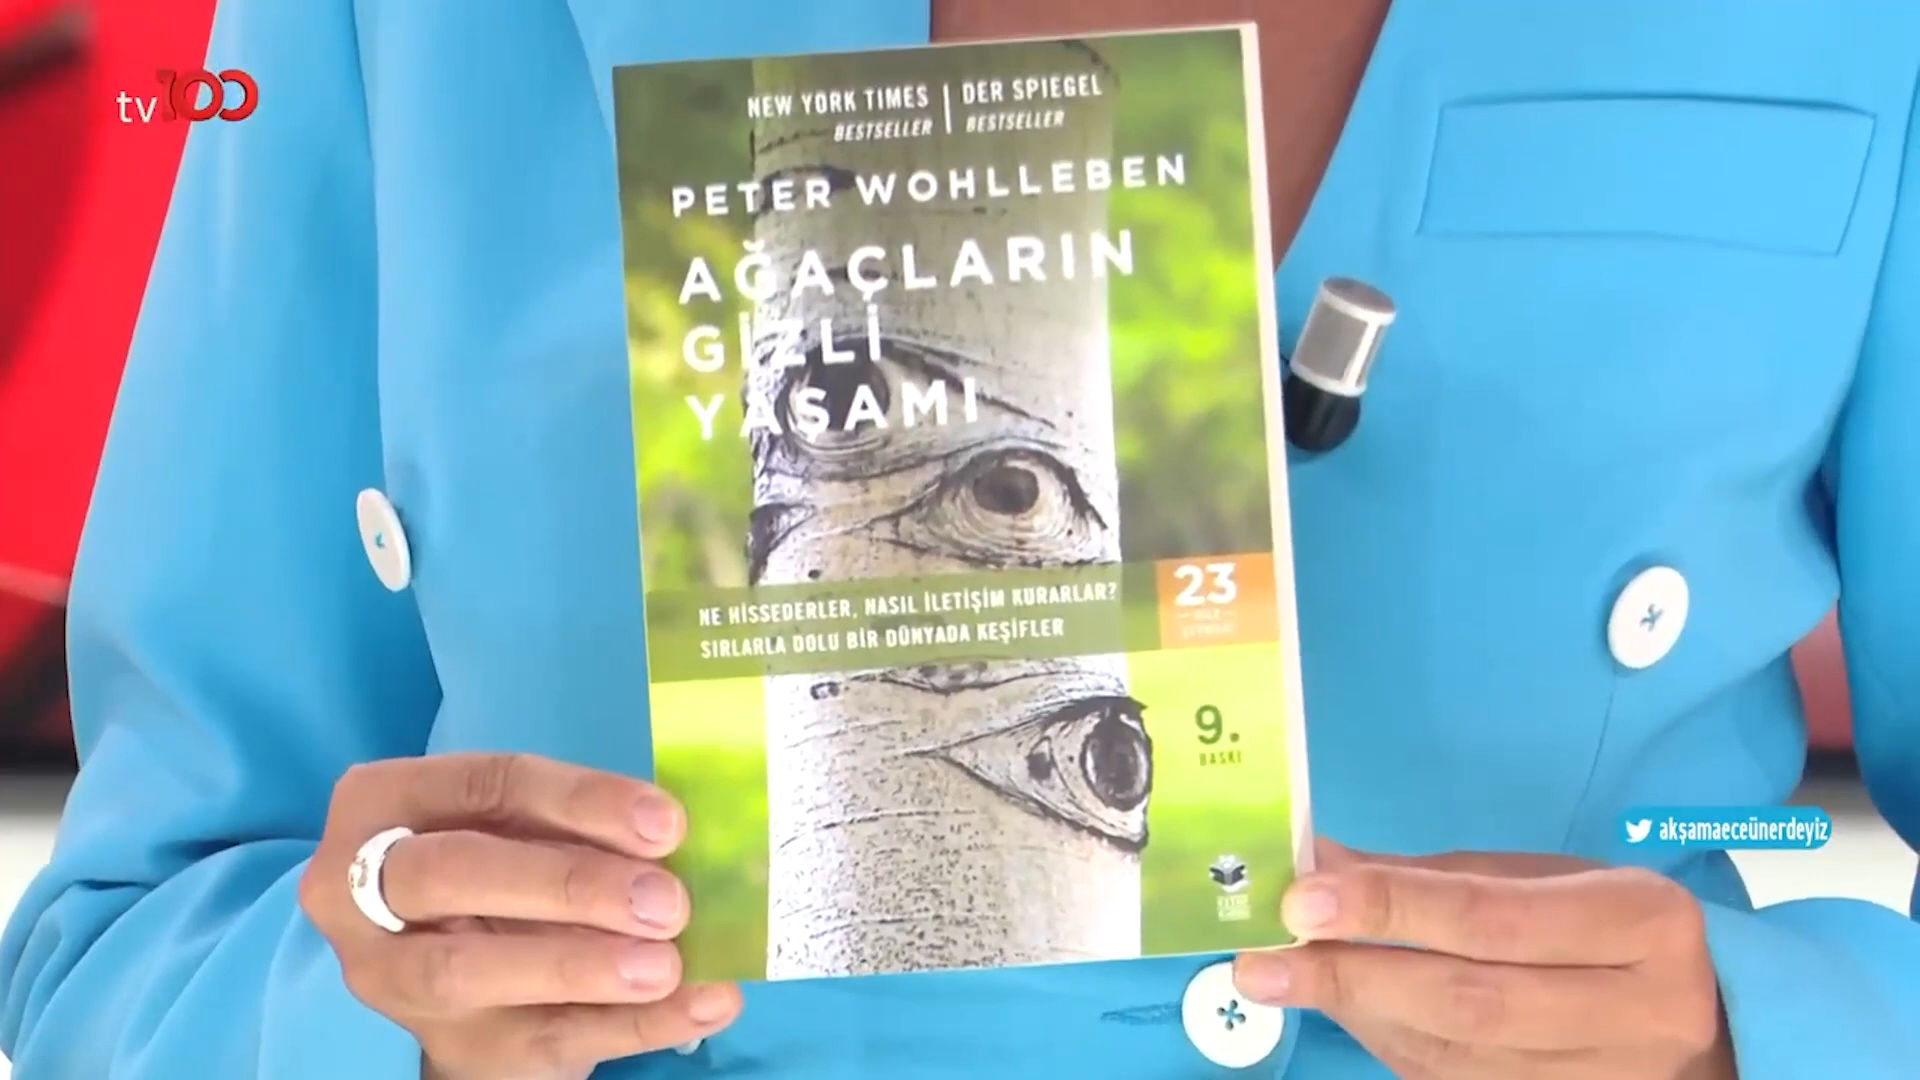 tv100
NEW YORK TIMES
BESTSELLER
DER SPIEGEL
BESTSELLER
PETER WOHLLEBEN
AĞAÇLARIN
GİZLİ
YAŞAMI
NE HİSSEDERLER, NASIL İLETİŞİM KURARLAR?
SIRLARLA DOLU BİR DÜNYADA KEŞİFLER
23
9.
BASKI
akşamaeceünerdeyiz